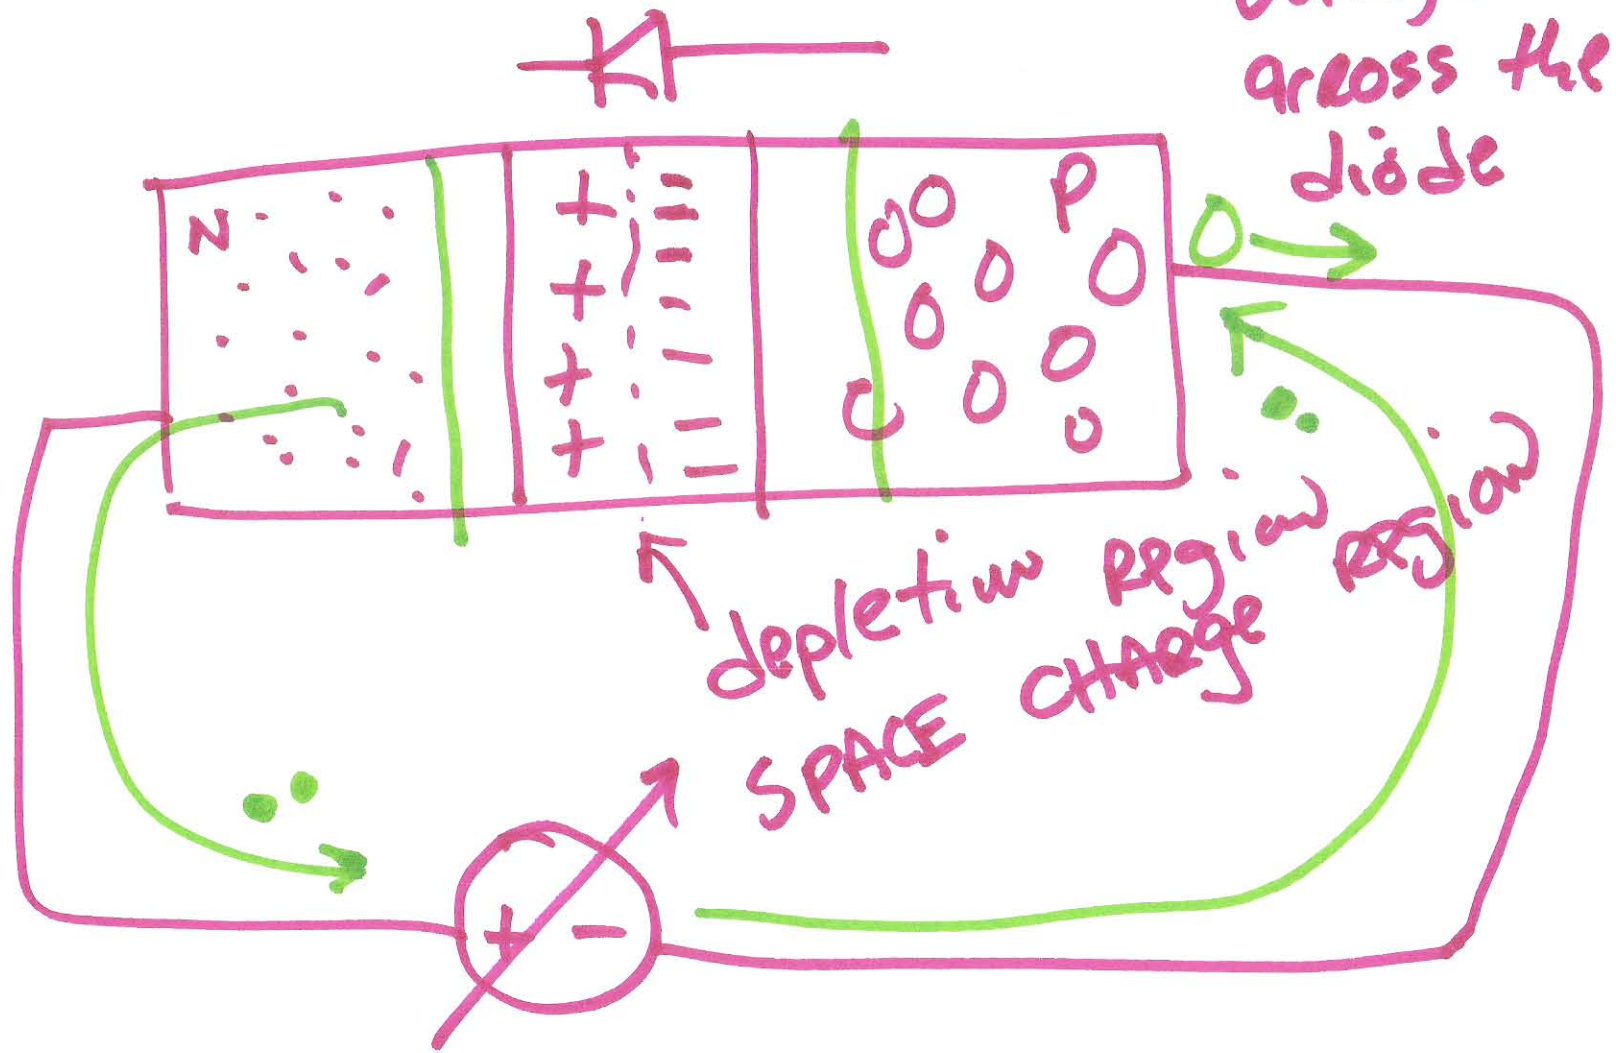 across the
diode
N
P
+ + + +
depletion Region
SPACE CHARge Region
+ -